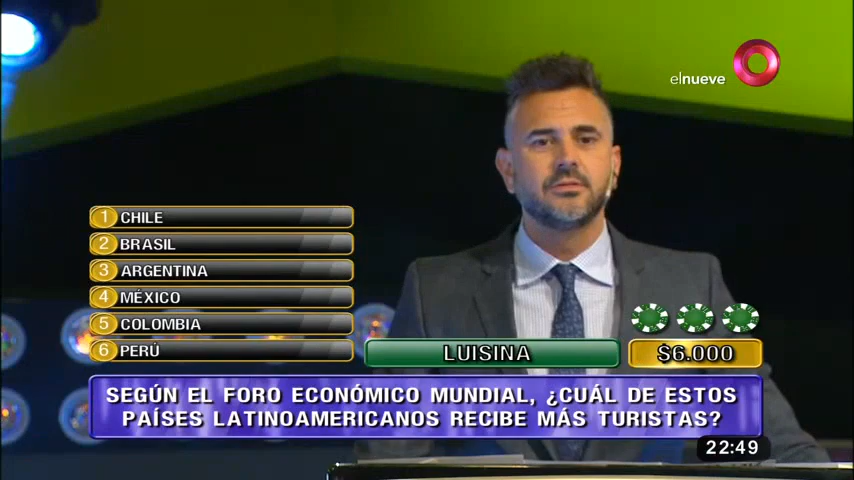 elnueve
1 CHILE
2 BRASIL
3 ARGENTINA
4 MÉXICO
5 COLOMBIA
6 PERÚ
LUISINA
$6.000
SEGÚN EL FORO ECONÓMICO MUNDIAL, ¿CUÁL DE ESTOS
PAÍSES LATINOAMERICANOS RECIBE MÁS TURISTAS?
22:49